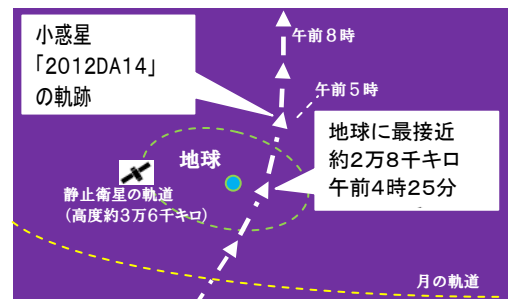 小惑星
「2012DA14」
の軌跡
午前8時
午前5時
地球に最接近
約2万8千キロ
午前4時25分
地球
静止衛星の軌道
(高度約3万6千キロ)
月の軌道